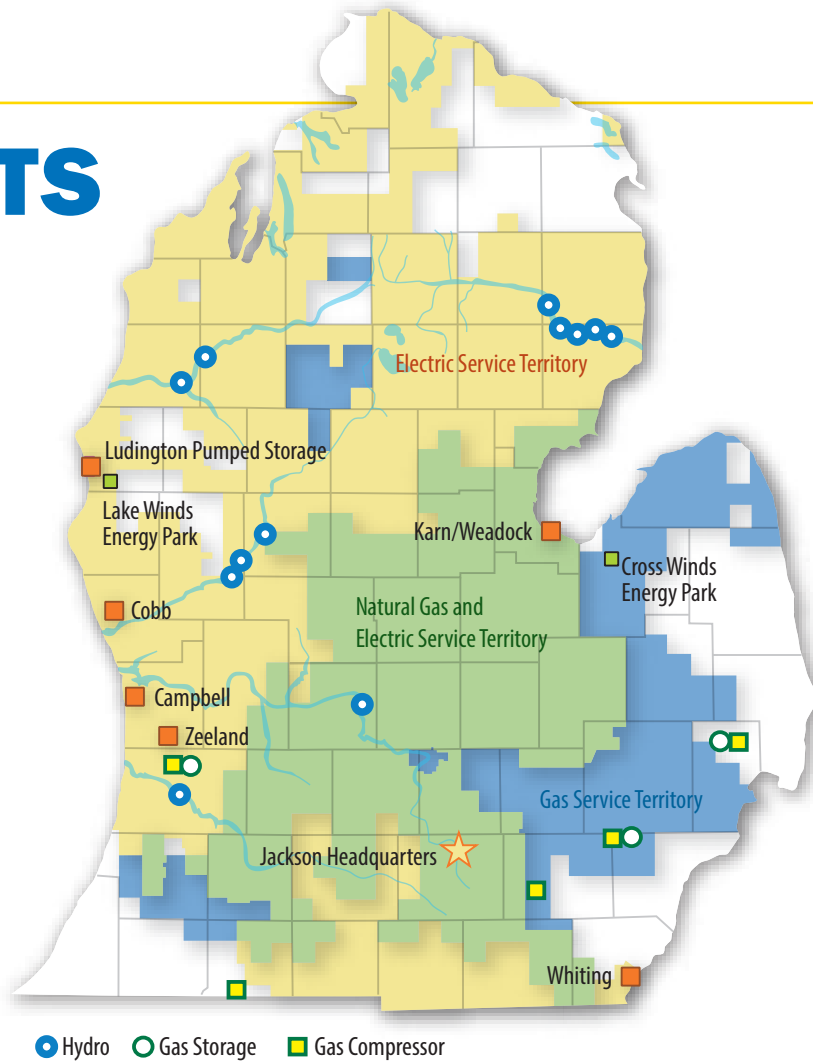 TS
Electric Service Territory
Ludington Pumped Storage
Lake Winds
Energy Park
Karn/Weadock
Cross Winds
Energy Park
Natural Gas and
Electric Service Territory
Cobb
Campbell
Zeeland
Gas Service Territory
Jackson Headquarters
Whiting
Hydro
Gas Storage
Gas Compressor